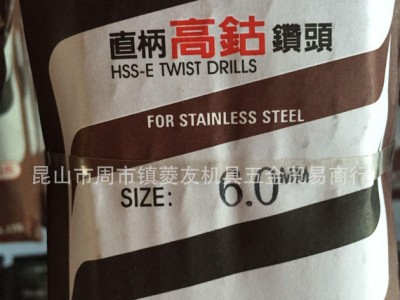 直柄高鈷鑽頭
HSS-E TWIST DRILLS
FOR STAINLESS STEEL
昆山市周市镇菱友机具五金贸易商行
SIZE: 6.0MM